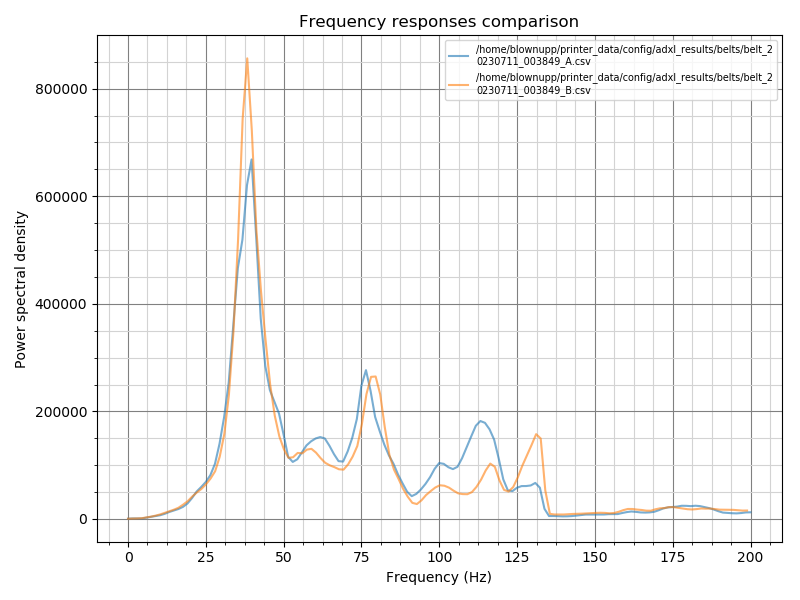 Frequency responses comparison
/home/blownupp/printer_data/config/adxl_results/belts/belt_2
0230711_003849_A.csv
/home/blownupp/printer_data/config/adxl_results/belts/belt_2
0230711_003849_B.csv
Power spectral density
800000
600000
400000
200000
0
0 25 50 75 100 125 150 175 200
Frequency (Hz)